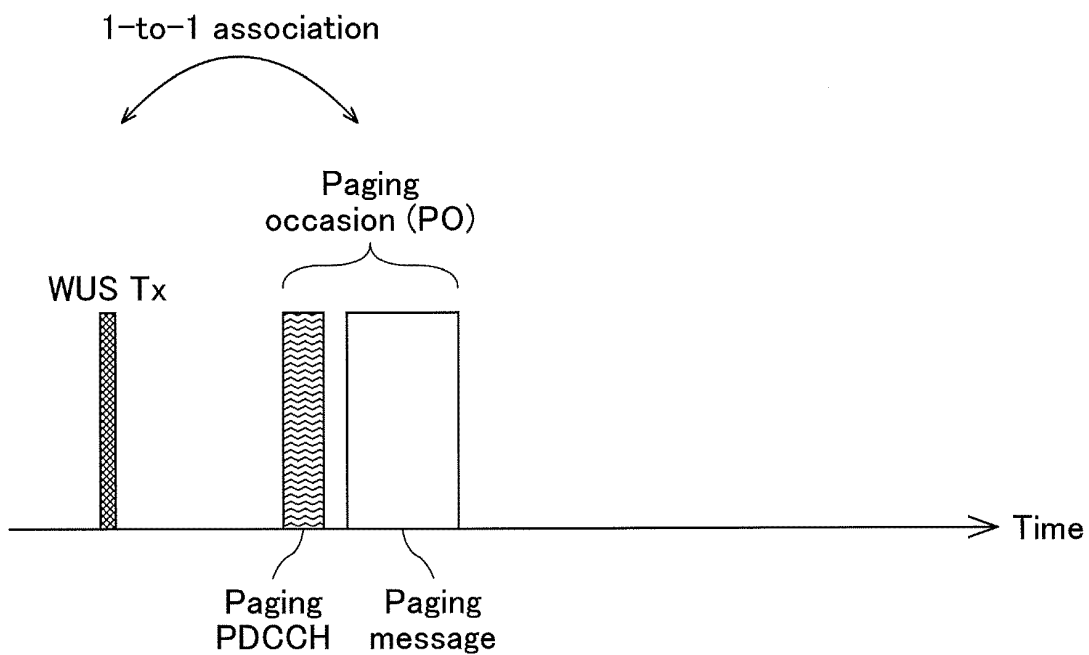 1-to-1 association
Paging
occasion (PO)
WUS Tx
Time
Paging
PDCCH
Paging
message